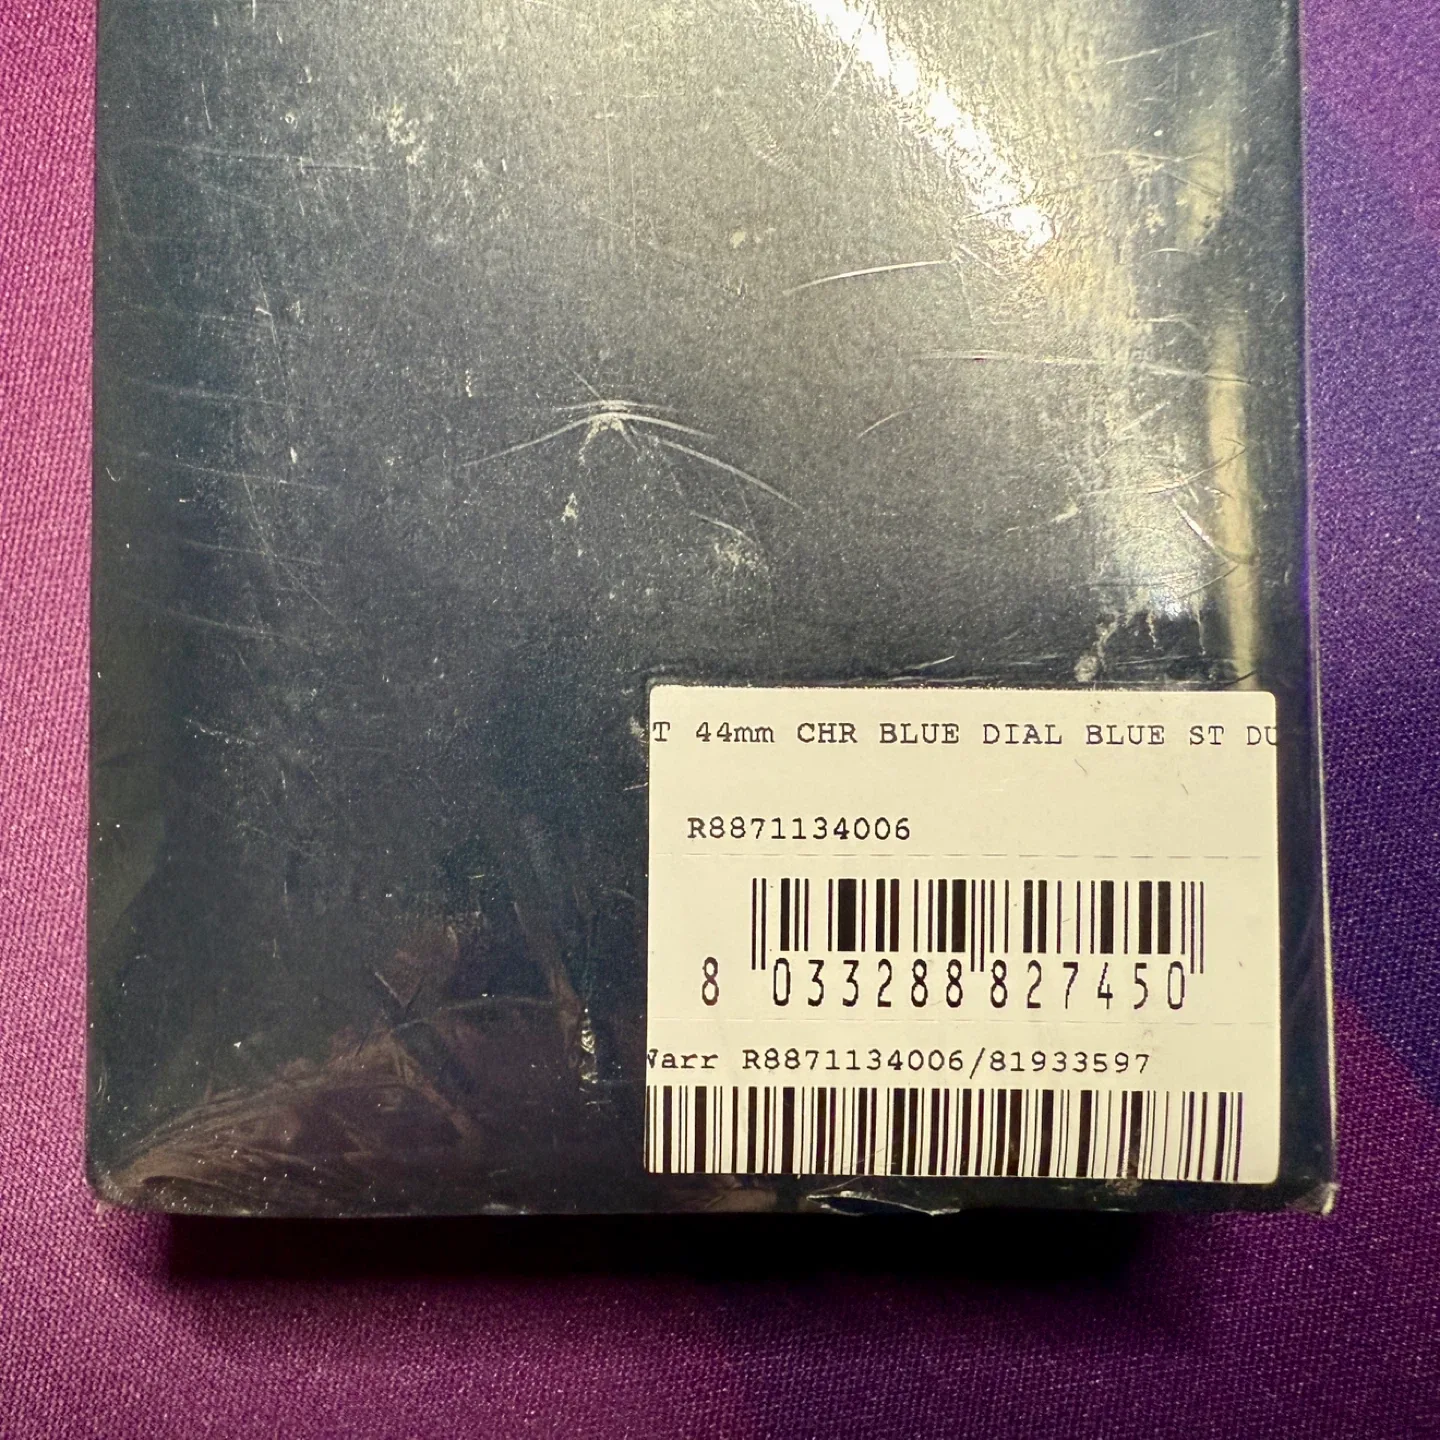 T 44mm CHR BLUE DIAL BLUE ST DU
R8871134006
8 033288 827450
Warr R8871134006/81933597